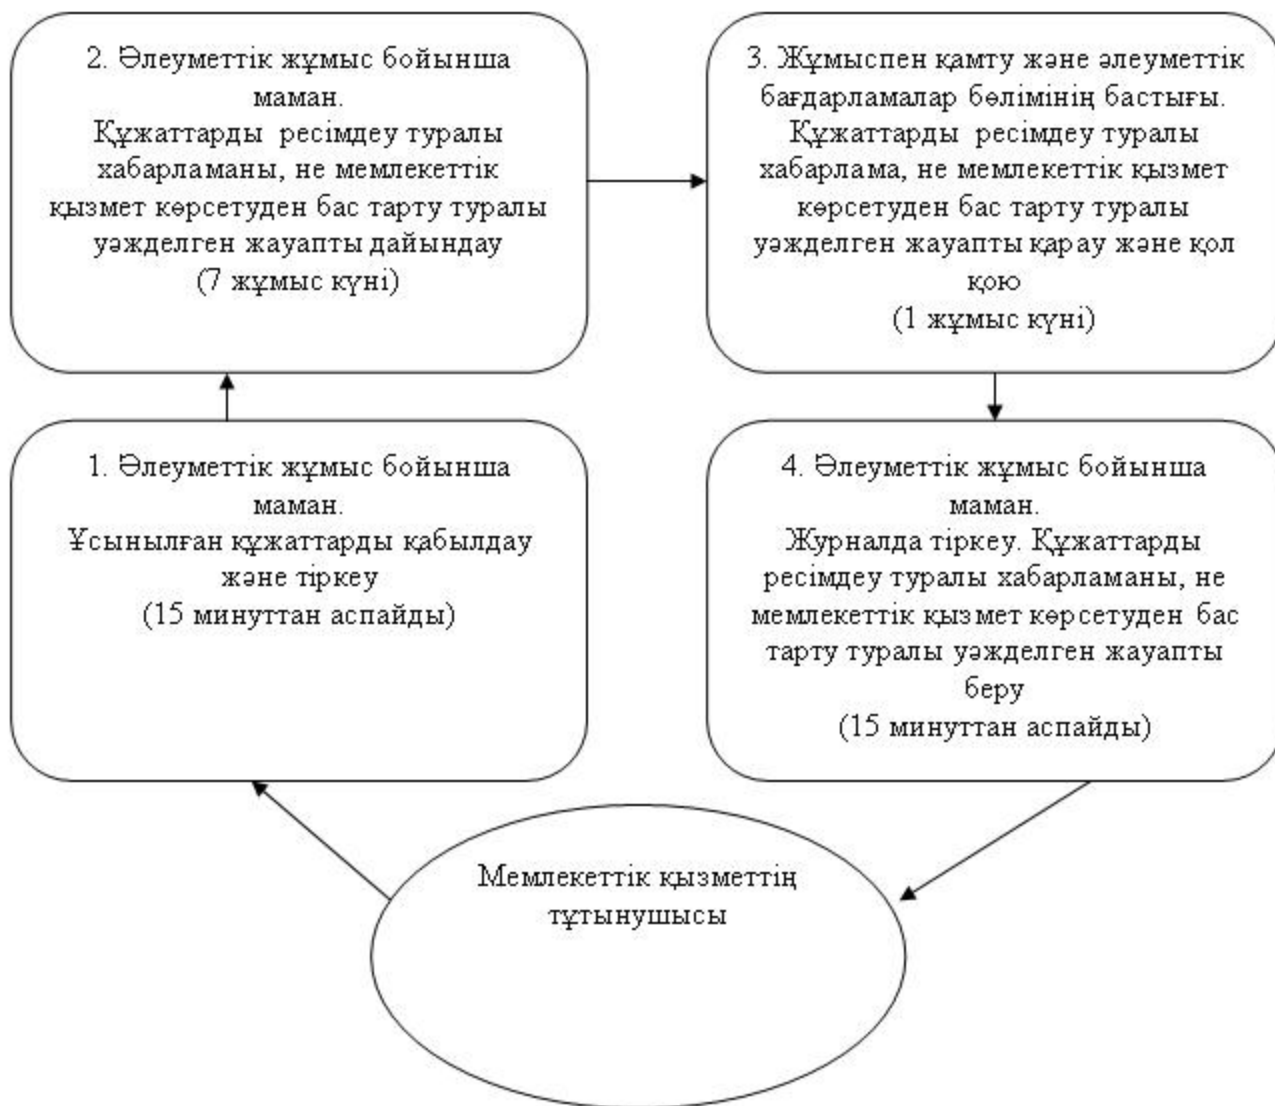 2. Әлеуметтік жұмыс бойынша
маман.
Құжаттарды ресімдеу туралы
хабарламаны, не мемлекеттік
қызмет көрсетуден бас тарту туралы
уәжделген жауапты дайындау
(7 жұмыс күні)
3. Жұмыспен қамту және әлеуметтік
бағдарламалар бөлімінің бастығы.
Құжаттарды ресімдеу туралы
хабарлама, не мемлекеттік қызмет
көрсетуден бас тарту туралы
уәжделген жауапты қарау және қол
қою
(1 жұмыс күні)
1. Әлеуметтік жұмыс бойынша
маман.
Ұсынылған құжаттарды қабылдау
және тіркеу
(15 минуттан аспайды)
4. Әлеуметтік жұмыс бойынша
маман.
Журналда тіркеу. Құжаттарды
ресімдеу туралы хабарламаны, не
мемлекеттік қызмет көрсетуден бас
тарту туралы уәжделген жауапты
беру
(15 минуттан аспайды)
Мемлекеттік қызметтің
тұтынушысы